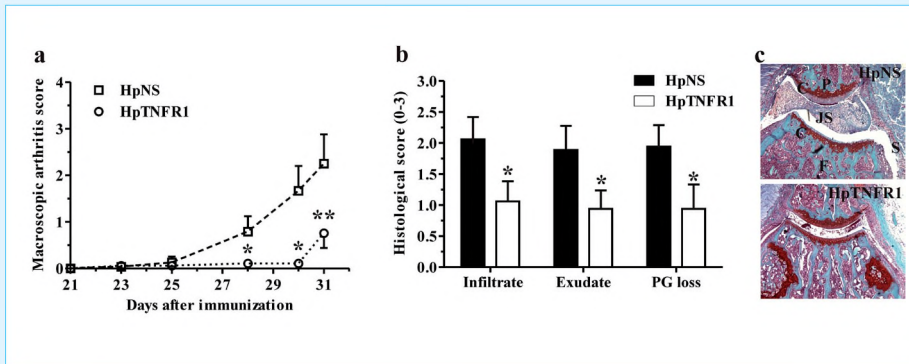 a
Macroscopic arthritis score
4
3
2
1
0
HpNS
HpTNFR1
*
*
**
21 23 25 27 29 31
Days after immunization
b
Histological score (0-3)
3.0
2.5
2.0
1.5
1.0
0.5
0.0
HpNS
HpTNFR1
*
*
*
Infiltrate Exudate PG loss
c
HpNS
C P
JS
C S
F
HpTNFR1